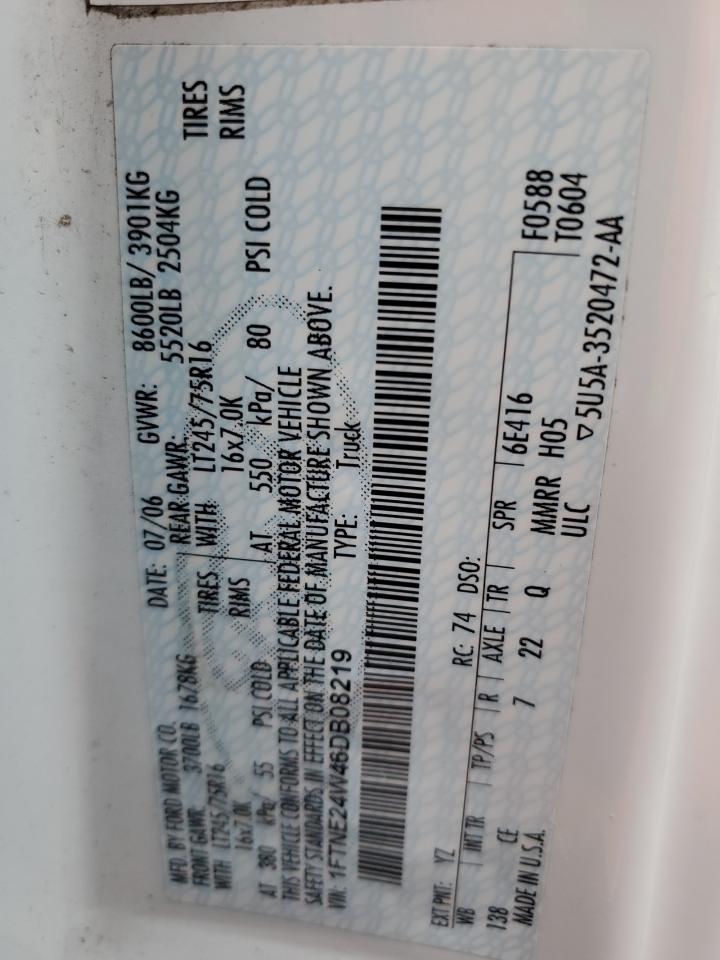 MFD. BY FORD MOTOR CO. DATE: 07/06 GVWR: 8600LB/ 3901KG
FRONT GAWR: 3700LB 1678KG REAR GAWR: 5520LB 2504KG
WITH LT245/75R16 TIRES WITH LT245/75R16 TIRES
16x7.0K RIMS 16x7.0K RIMS
AT 380 kPa/ 55 PSI COLD AT 550 kPa/ 80 PSI COLD
THIS VEHICLE CONFORMS TO ALL APPLICABLE FEDERAL MOTOR VEHICLE
SAFETY STANDARDS IN EFFECT ON THE DATE OF MANUFACTURE SHOWN ABOVE.
VIN: 1FTNE24W46DB08219 TYPE: Truck
EXT PNT: YZ RC: 74 DSO: F0588
WB INT TR TP/PS R AXLE TR SPR 6E416 T0604
138 CE 7 22 Q MMRR H05
MADE IN U.S.A. ULC ▽5U5A-3520472-AA